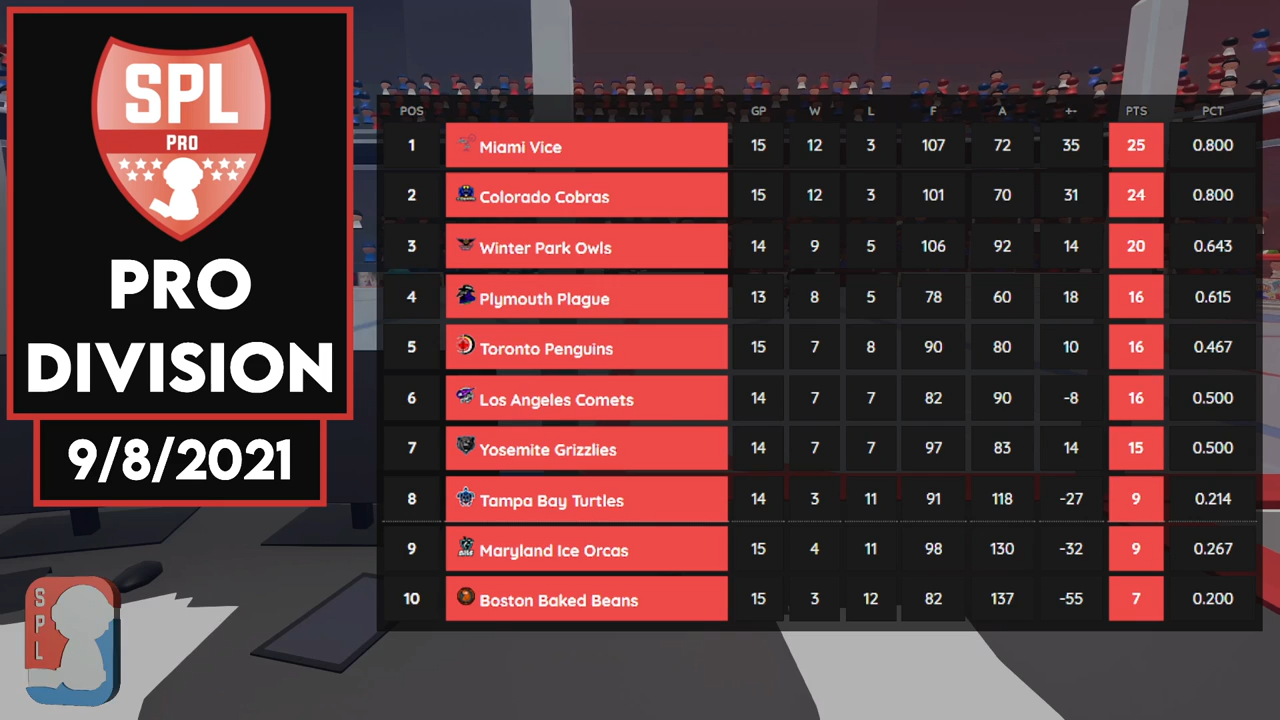 SPL
PRO
PRO
DIVISION
9/8/2021
SPL
POS GP W L F A +- PTS PCT
1 Miami Vice 15 12 3 107 72 35 25 0.800
2 Colorado Cobras 15 12 3 101 70 31 24 0.800
3 Winter Park Owls 14 9 5 106 92 14 20 0.643
4 Plymouth Plague 13 8 5 78 60 18 16 0.615
5 Toronto Penguins 15 7 8 90 80 10 16 0.467
6 Los Angeles Comets 14 7 7 82 90 -8 16 0.500
7 Yosemite Grizzlies 14 7 7 97 83 14 15 0.500
8 Tampa Bay Turtles 14 3 11 91 118 -27 9 0.214
9 Maryland Ice Orcas 15 4 11 98 130 -32 9 0.267
10 Boston Baked Beans 15 3 12 82 137 -55 7 0.200